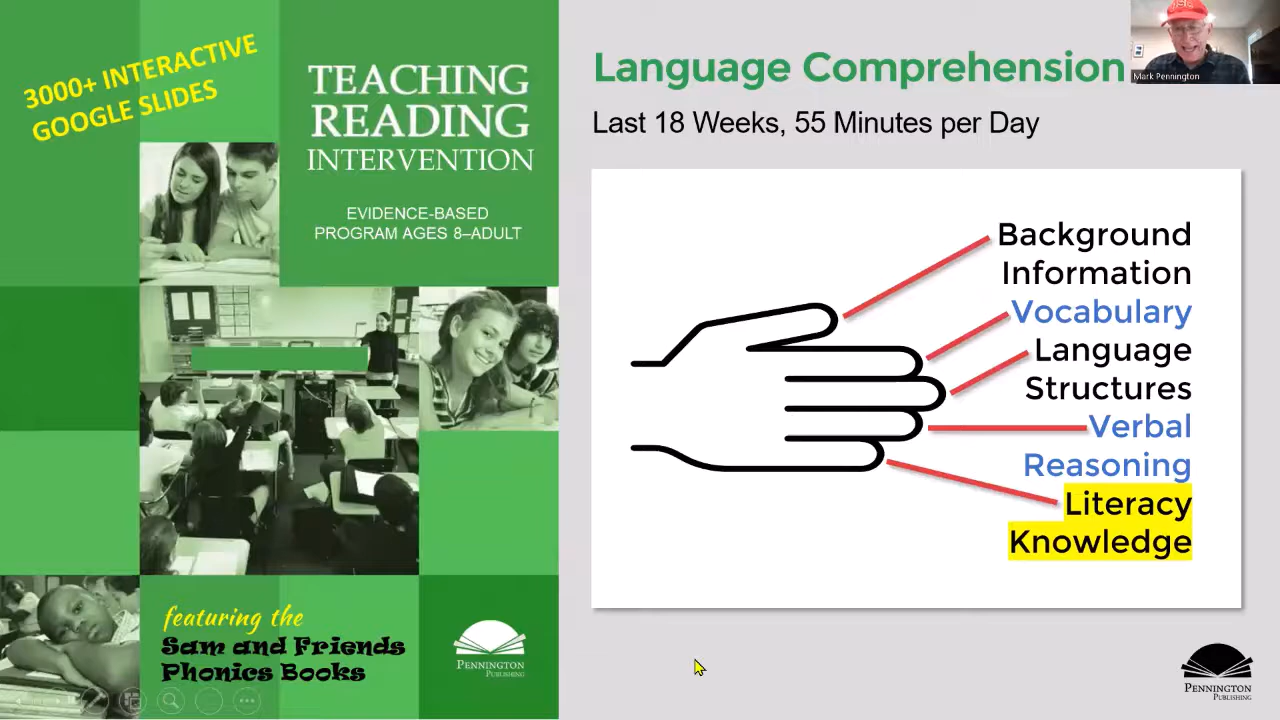 3000+ INTERACTIVE
GOOGLE SLIDES
TEACHING
READING
INTERVENTION
EVIDENCE-BASED
PROGRAM AGES 8–ADULT
featuring the
Sam and Friends
Phonics Books
PENNINGTON
PUBLISHING
Language Comprehension
Last 18 Weeks, 55 Minutes per Day
Background
Information
Vocabulary
Language
Structures
Verbal
Reasoning
Literacy
Knowledge
Mark Pennington
PENNINGTON
PUBLISHING